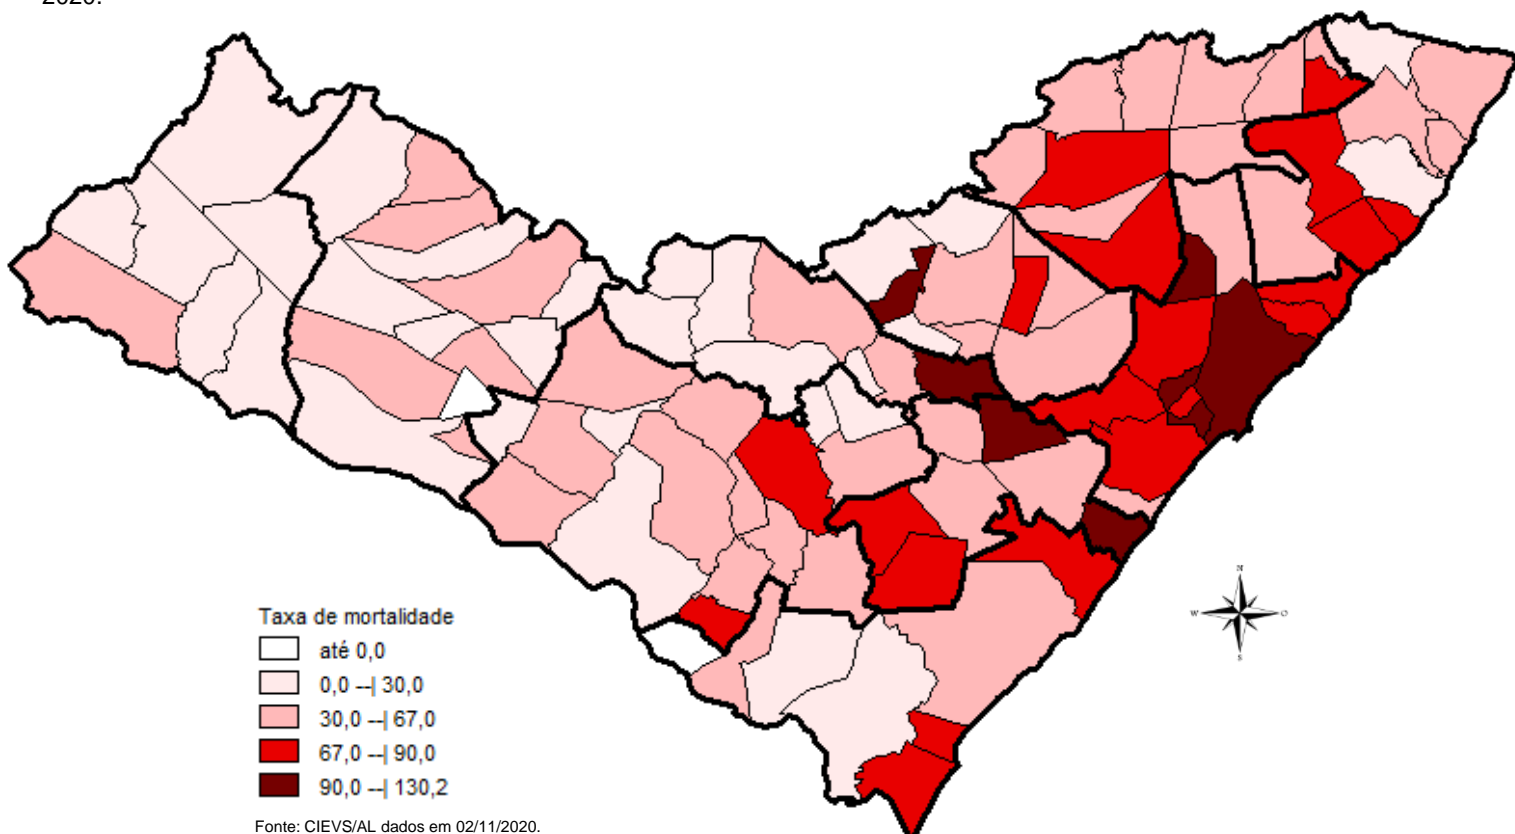 2020.
N
W
O
S
Taxa de mortalidade
até 0,0
0,0 --| 30,0
30,0 --| 67,0
67,0 --| 90,0
90,0 --| 130,2
Fonte: CIEVS/AL dados em 02/11/2020.